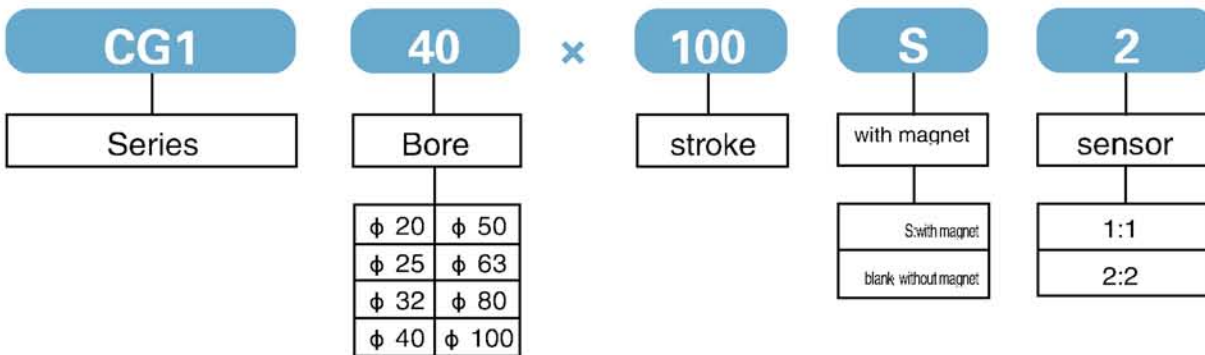 CG1 40 × 100 S 2
Series Bore stroke with magnet sensor
φ 20 φ 50 S:with magnet 1:1
φ 25 φ 63 blank: without magnet 2:2
φ 32 φ 80
φ 40 φ 100